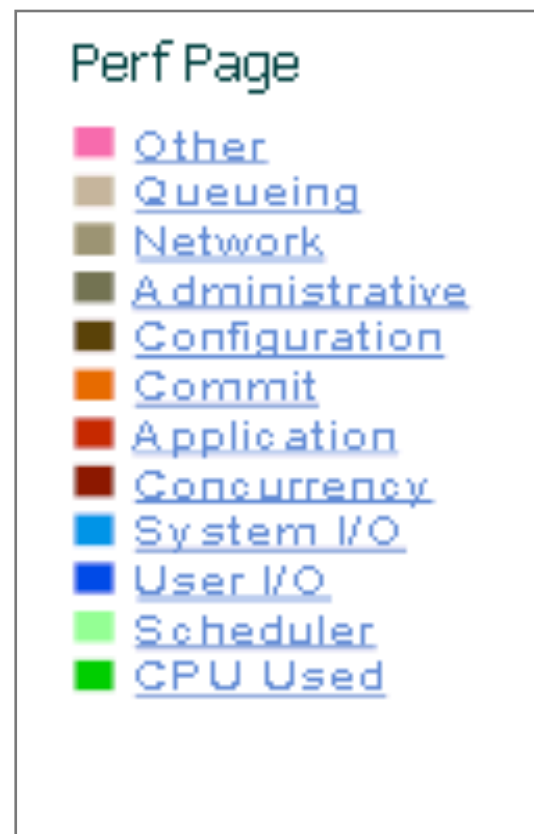 Perf Page
Other
Queueing
Network
Administrative
Configuration
Commit
Application
Concurrency
System I/O
User I/O
Scheduler
CPU Used